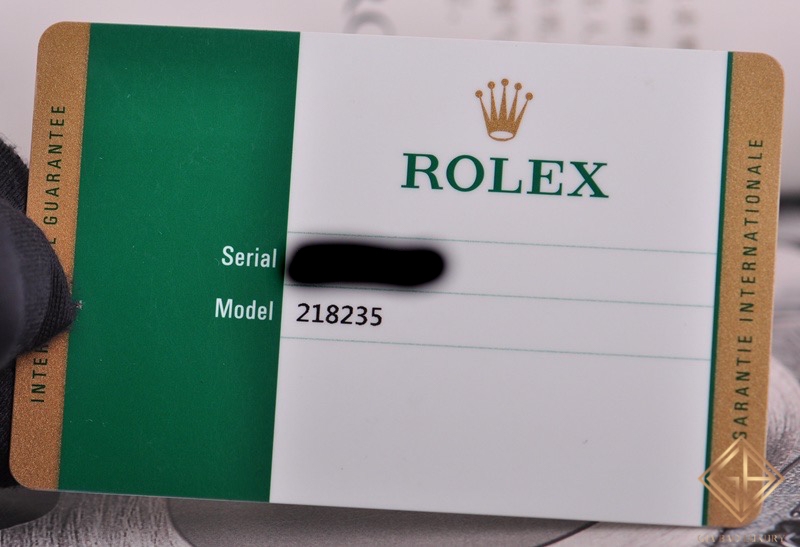 ROLEX
Serial
Model 218235
GUARANTEE
GARANTIE INTERNATIONALE